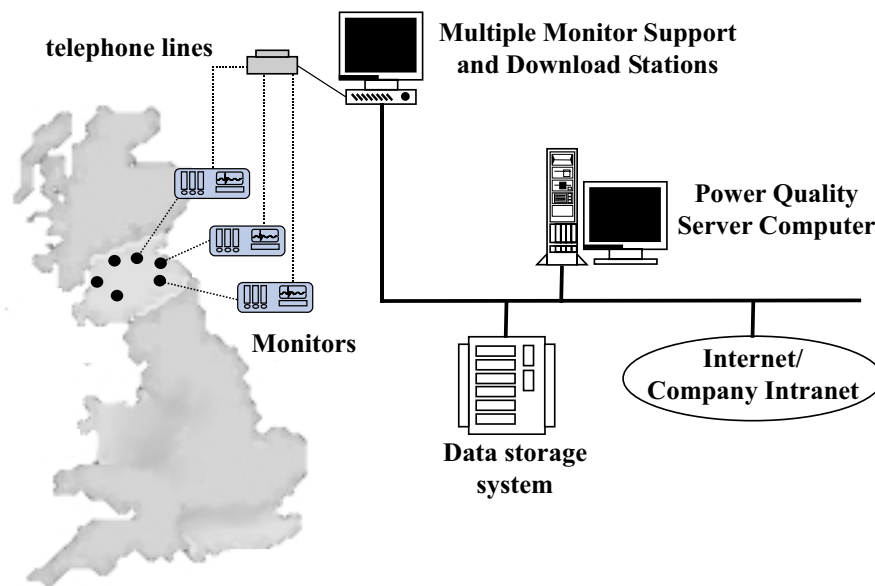 telephone lines
Multiple Monitor Support
and Download Stations
Power Quality
Server Computer
Monitors
Internet/
Company Intranet
Data storage
system